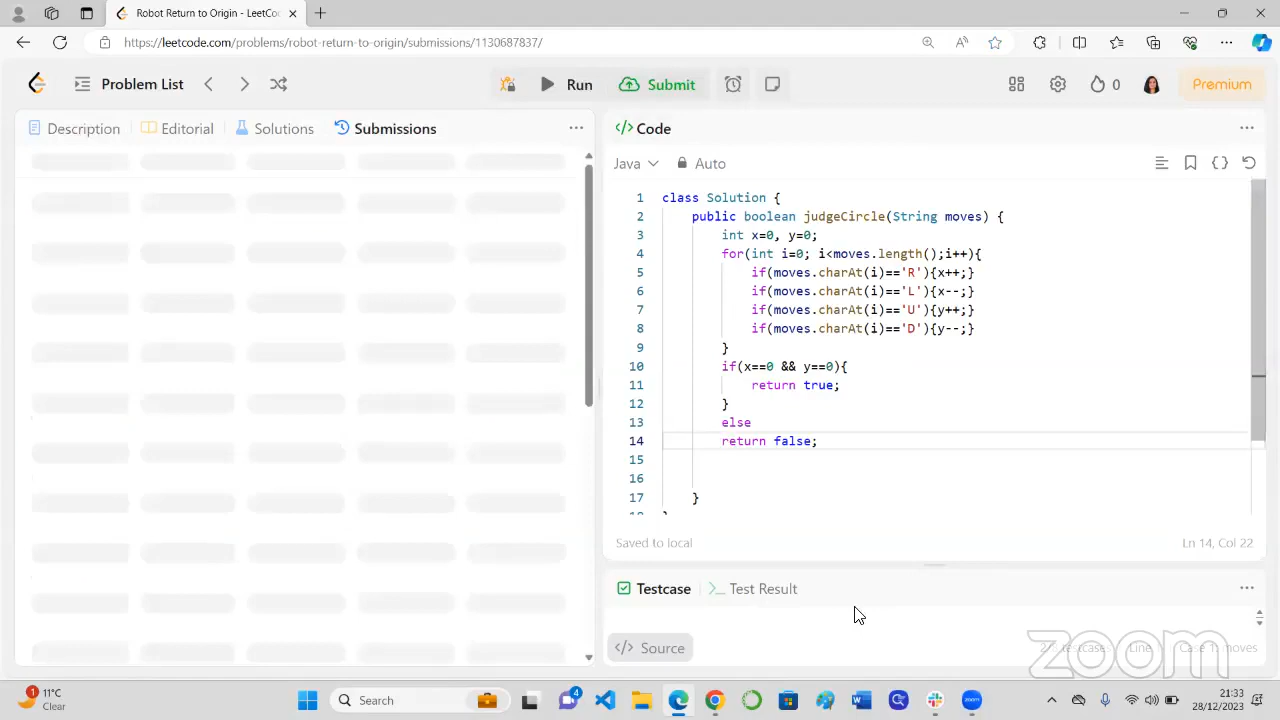 Robot Return to Origin - LeetCo
https://leetcode.com/problems/robot-return-to-origin/submissions/1130687837/
Problem List
Run
Submit
0
Premium
Description
Editorial
Solutions
Submissions
Code
Java
Auto
1 class Solution {
2 public boolean judgeCircle(String moves) {
3 int x=0, y=0;
4 for(int i=0; i<moves.length();i++){
5 if(moves.charAt(i)=='R'){x++;}
6 if(moves.charAt(i)=='L'){x--;}
7 if(moves.charAt(i)=='U'){y++;}
8 if(moves.charAt(i)=='D'){y--;}
9 }
10 if(x==0 && y==0){
11 return true;
12 }
13 else
14 return false;
15
16
17 }
Saved to local
Ln 14, Col 22
Testcase
Test Result
Source
zoom
1
11°C
Clear
Search
4
21:33
28/12/2023